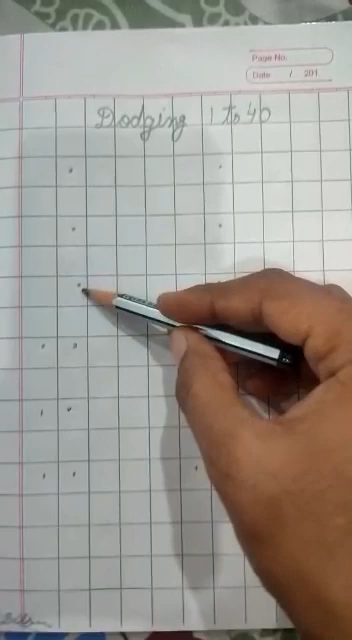 Page No.
Date / 201
Dodging 1 to 40